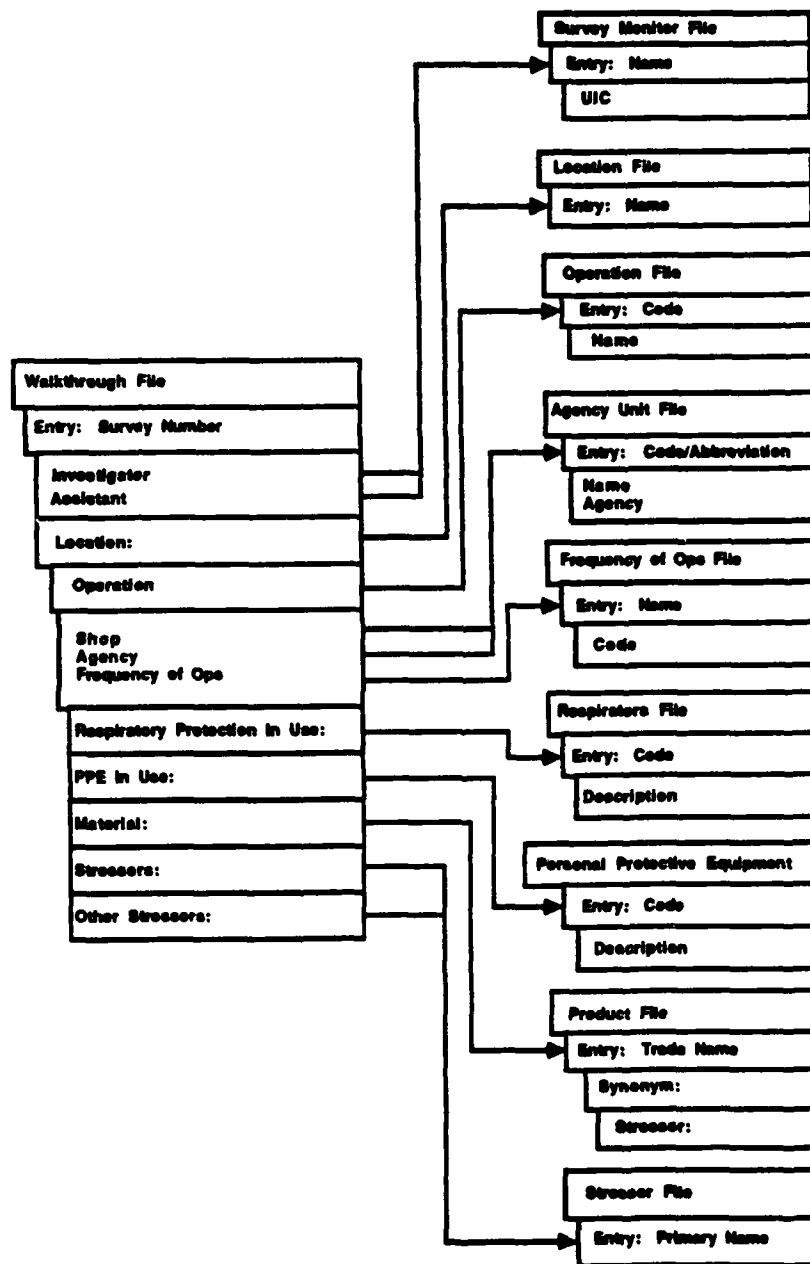 Walkthrough File
Entry: Survey Number
Investigator
Assistant
Location:
Operation
Shop
Agency
Frequency of Ops
Respiratory Protection In Use:
PPE In Use:
Material:
Stressors:
Other Stressors:
Survey Monitor File
Entry: Name
UIC
Location File
Entry: Name
Operation File
Entry: Code
Name
Agency Unit File
Entry: Code/Abbreviation
Name
Agency
Frequency of Ops File
Entry: Name
Code
Respirators File
Entry: Code
Description
Personal Protective Equipment
Entry: Code
Description
Product File
Entry: Trade Name
Synonym:
Stressor:
Stressor File
Entry: Primary Name